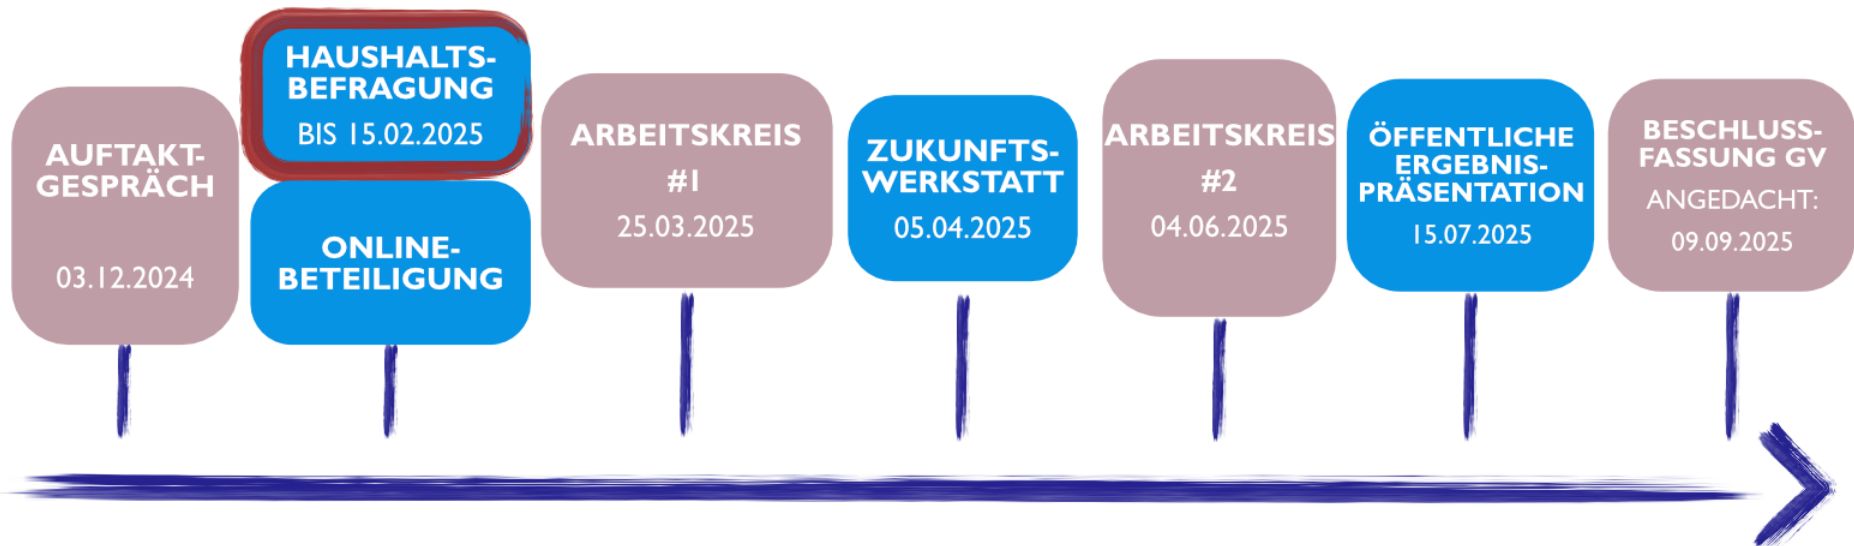 AUFTAKT-
GESPRÄCH
03.12.2024
HAUSHALTS-
BEFRAGUNG
BIS 15.02.2025
ONLINE-
BETEILIGUNG
ARBEITSKREIS
#1
25.03.2025
ZUKUNFTS-
WERKSTATT
05.04.2025
ARBEITSKREIS
#2
04.06.2025
ÖFFENTLICHE
ERGEBNIS-
PRÄSENTATION
15.07.2025
BESCHLUSS-
FASSUNG GV
ANGEDACHT:
09.09.2025